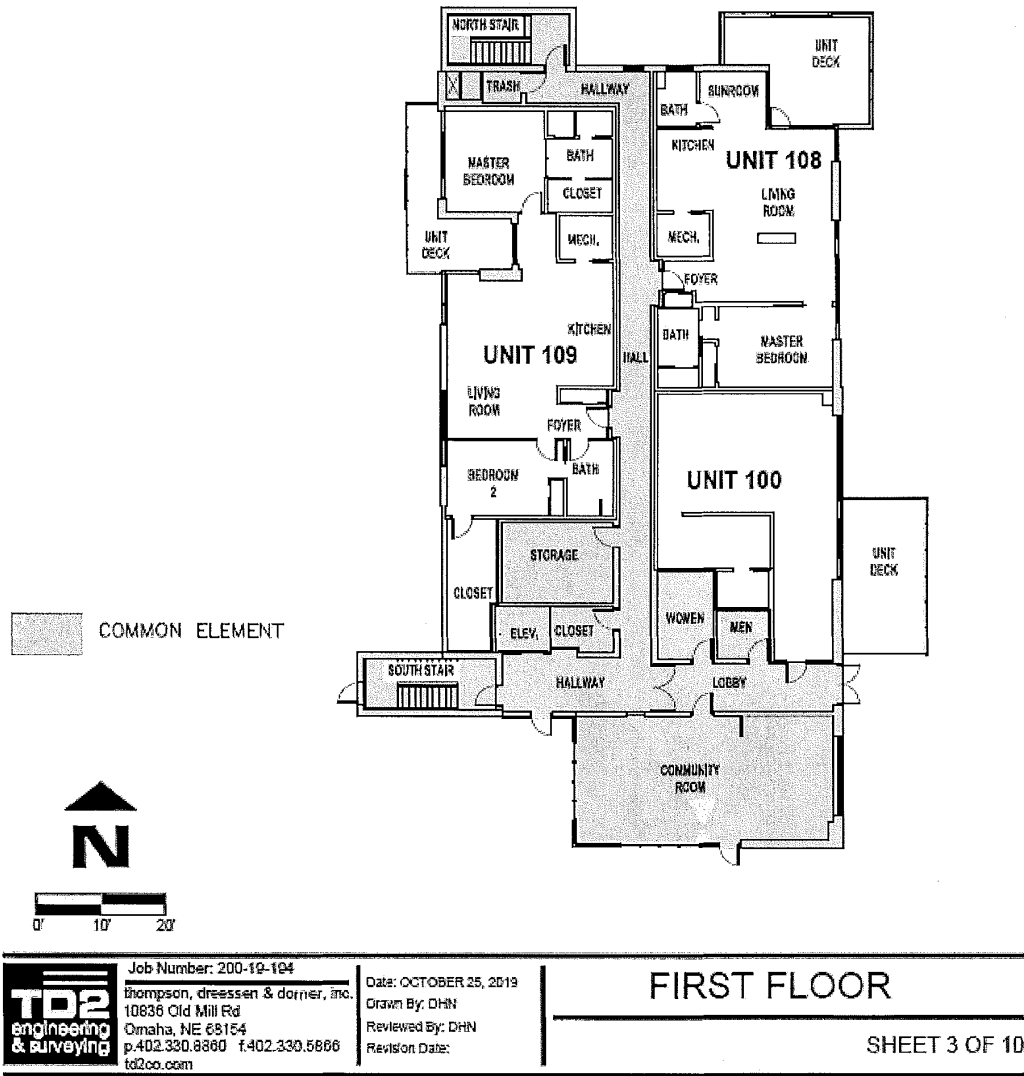 NORTH STAIR
UNIT
DECK
TRASH
HALLWAY
SUNROOM
BATH
KITCHEN
UNIT 108
MASTER
BEDROOM
BATH
CLOSET
LIVING
ROOM
UNIT
DECK
MECH.
MECH.
FOYER
KITCHEN
BATH
UNIT 109
HALL
MASTER
BEDROOM
LIVING
ROOM
FOYER
BEDROOM
2
BATH
UNIT 100
STORAGE
UNIT
DECK
CLOSET
WOMEN
MEN
ELEV.
CLOSET
COMMON ELEMENT
SOUTH STAIR
HALLWAY
LOBBY
COMMUNITY
ROOM
N
0' 10' 20'
TD2
engineering
& surveying
Job Number: 200-19-194
thompson, dreessen & dorner, inc.
10836 Old Mill Rd
Omaha, NE 68154
p.402.330.8860 f.402.330.5866
td2co.com
Date: OCTOBER 25, 2019
Drawn By: DHN
Reviewed By: DHN
Revision Date:
FIRST FLOOR
SHEET 3 OF 10